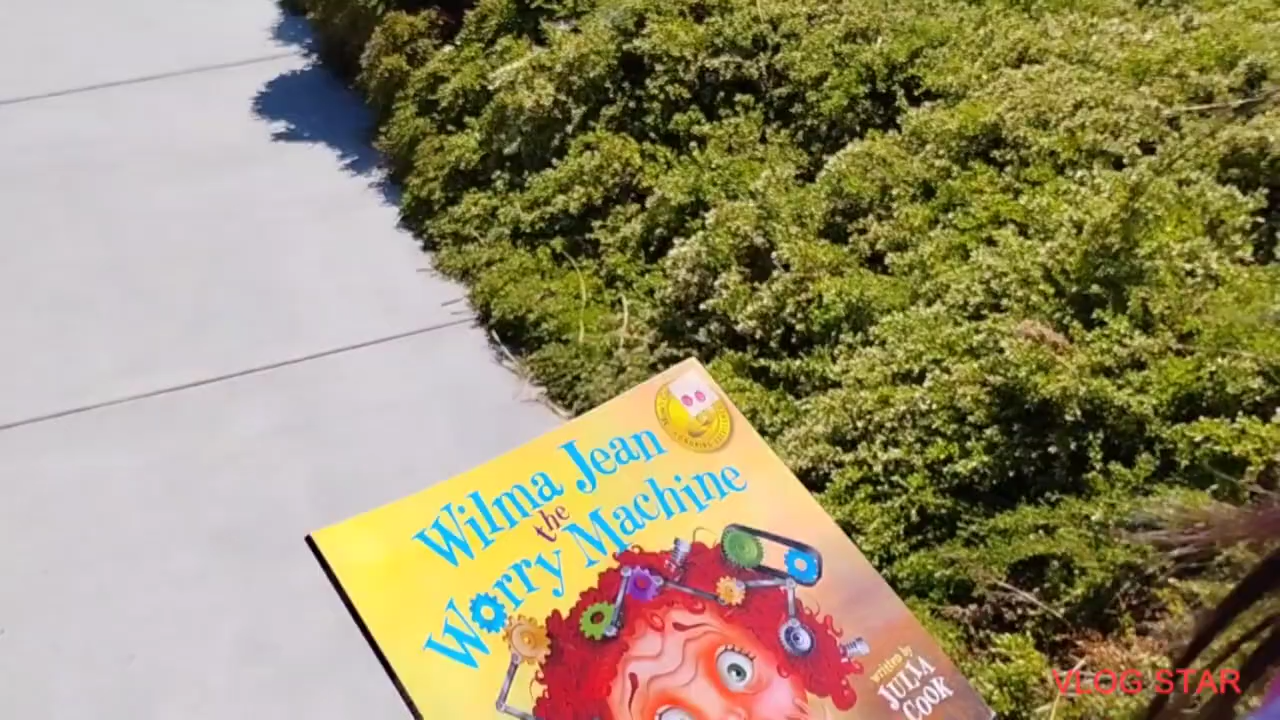 Wilma Jean
the
Worry Machine
written by
JULIA
COOK
VLOG STAR